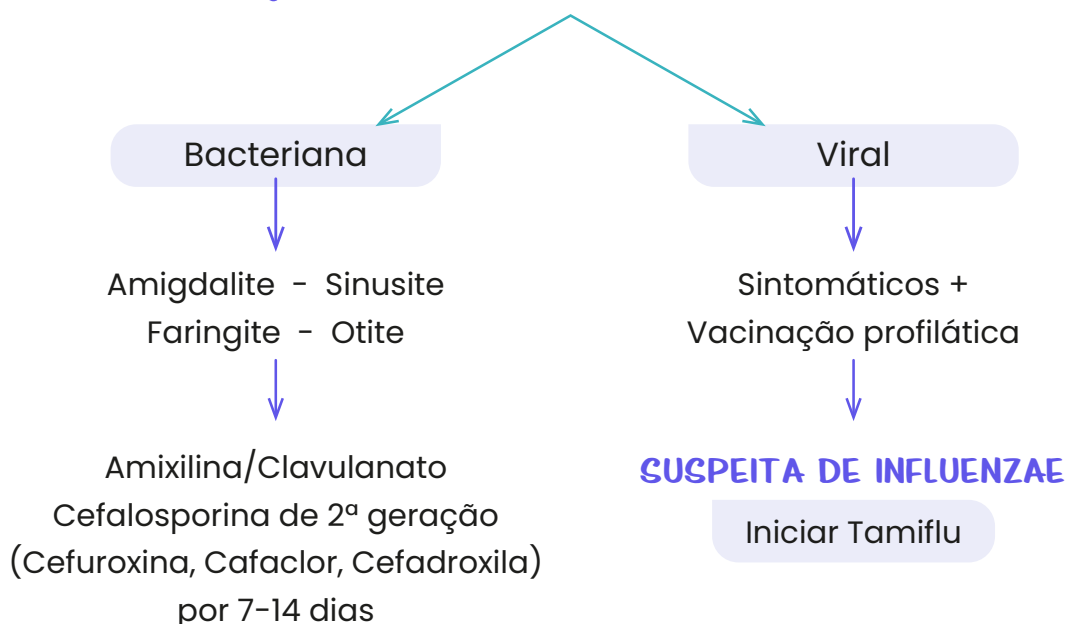 Bacteriana
Amigdalite - Sinusite
Faringite - Otite
Amixilina/Clavulanato
Cefalosporina de 2ª geração
(Cefuroxina, Cafaclor, Cefadroxila)
por 7-14 dias
Viral
Sintomáticos +
Vacinação profilática
SUSPEITA DE INFLUENZAE
Iniciar Tamiflu